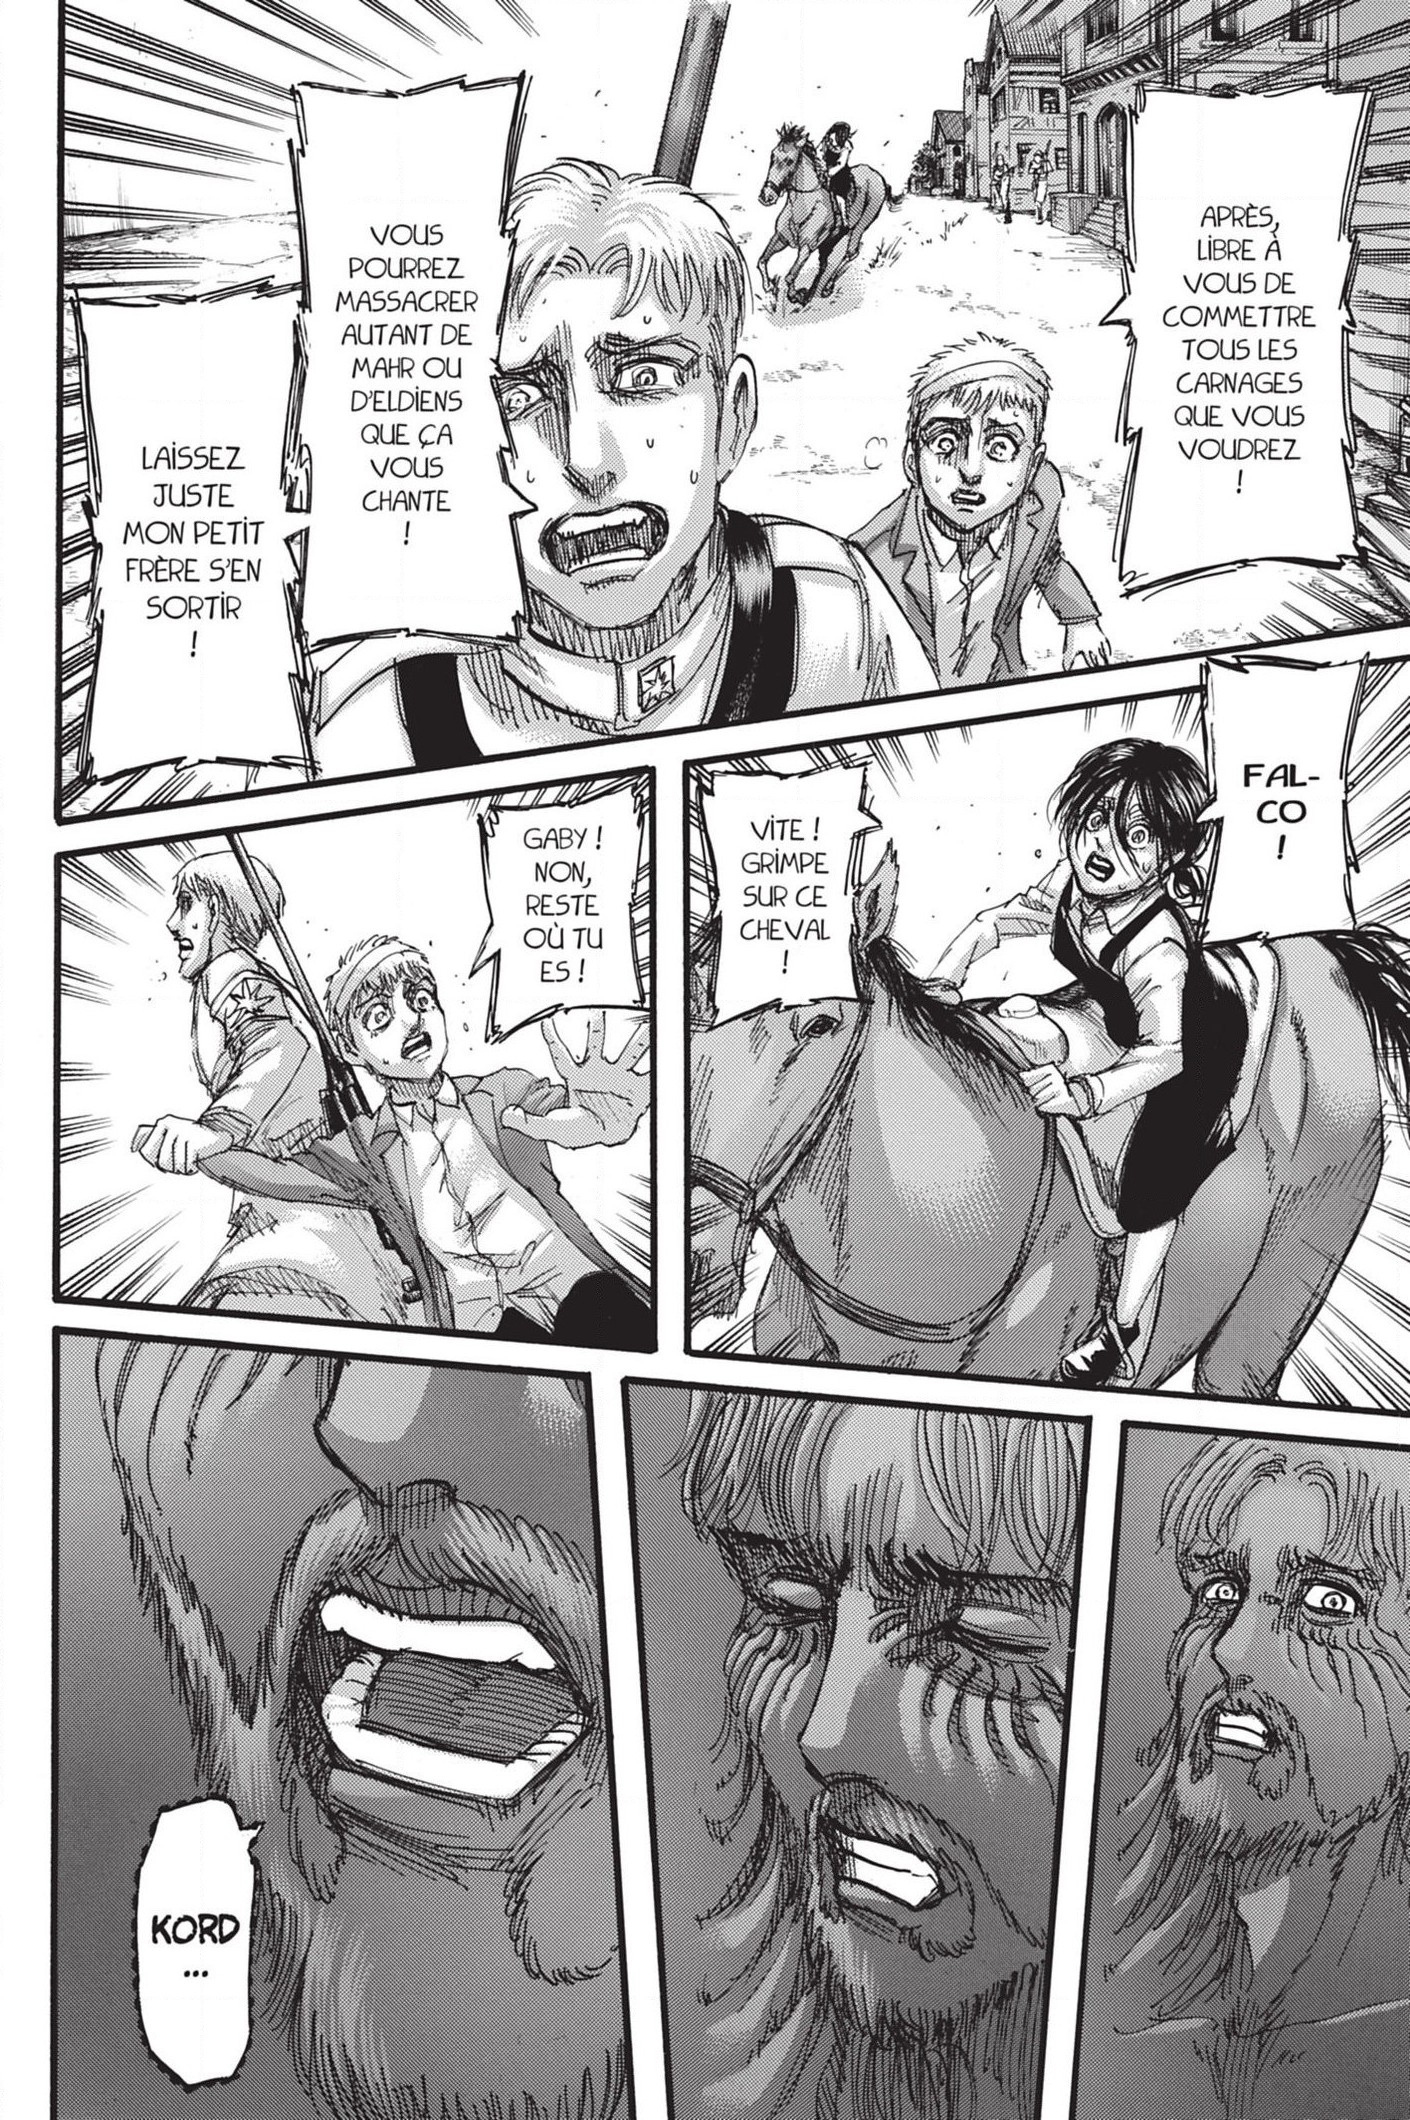 APRÈS,
LIBRE À
VOUS DE
COMMETTRE
TOUS LES
CARNAGES
QUE VOUS
VOUDREZ
!
VOUS
POURREZ
MASSACRER
AUTANT DE
MAHR OU
D'ELDIENS
QUE ÇA
VOUS
CHANTE
!
LAISSEZ
JUSTE
MON PETIT
FRÈRE S'EN
SORTIR
!
GABY !
NON,
RESTE
OÙ TU
ES !
VITE !
GRIMPE
SUR CE
CHEVAL
!
FAL-
CO
!
KORD
...